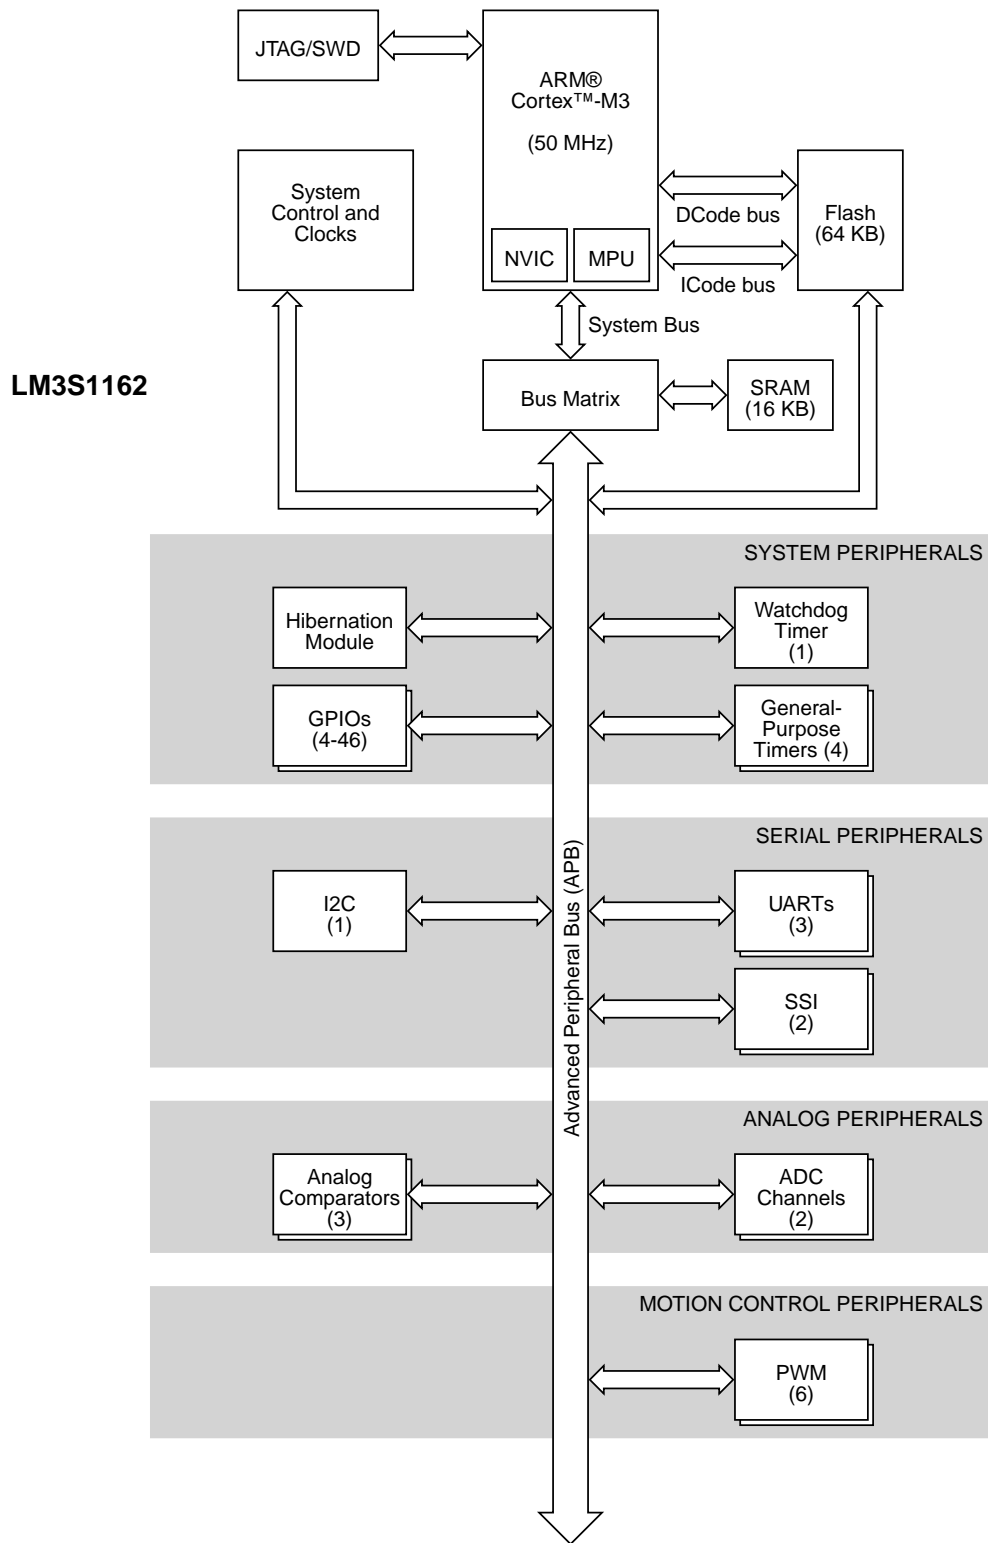 JTAG/SWD
ARM®
Cortex™-M3
(50 MHz)
System
Control and
Clocks
DCode bus
Flash
(64 KB)
NVIC
MPU
ICode bus
System Bus
LM3S1162
Bus Matrix
SRAM
(16 KB)
SYSTEM PERIPHERALS
Hibernation
Module
Watchdog
Timer
(1)
GPIOs
(4-46)
General-
Purpose
Timers (4)
Advanced Peripheral Bus (APB)
SERIAL PERIPHERALS
I2C
(1)
UARTs
(3)
SSI
(2)
ANALOG PERIPHERALS
Analog
Comparators
(3)
ADC
Channels
(2)
MOTION CONTROL PERIPHERALS
PWM
(6)